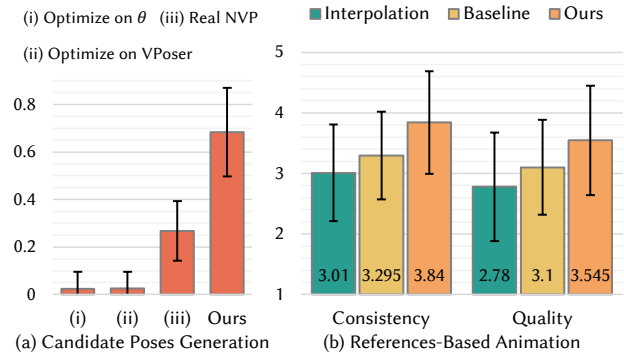 (i) Optimize on θ (iii) Real NVP
(ii) Optimize on VPoser
0.8
0.6
0.4
0.2
0
(i) (ii) (iii) Ours
(a) Candidate Poses Generation
Interpolation Baseline Ours
5
4
3
2
1
3.01 3.295 3.84 2.78 3.1 3.545
Consistency Quality
(b) References-Based Animation